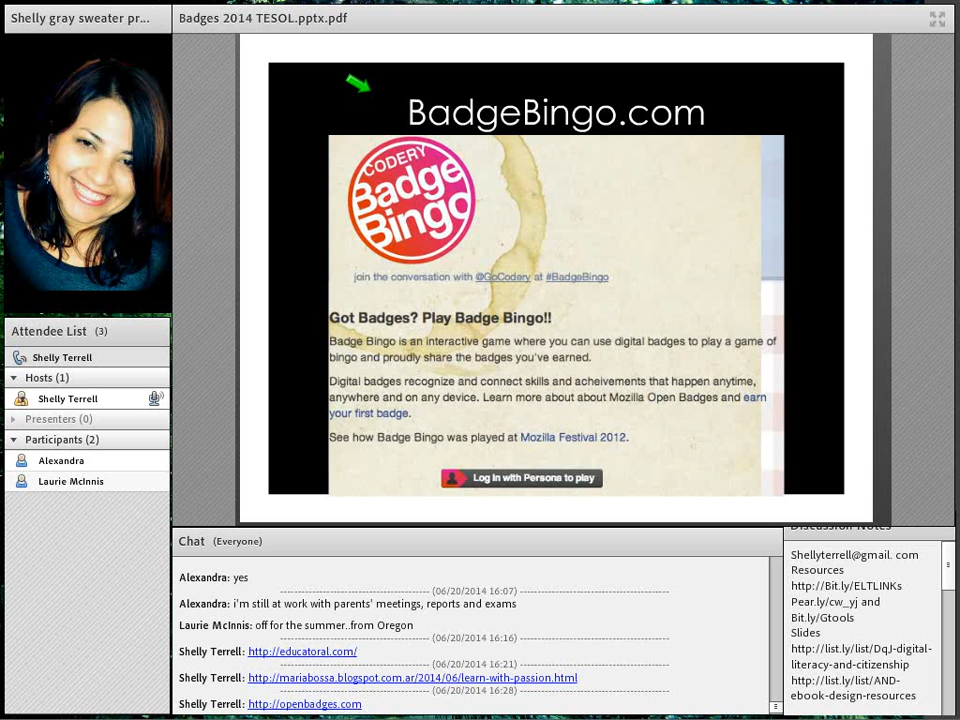 Shelly gray sweater pr...
Badges 2014 TESOL.pptx.pdf
BadgeBingo.com
CODERY
Badge
Bingo
join the conversation with @GoCodery at #BadgeBingo
Got Badges? Play Badge Bingo!!
Badge Bingo is an interactive game where you can use digital badges to play a game of
bingo and proudly share the badges you've earned.
Digital badges recognize and connect skills and acheivements that happen anytime,
anywhere and on any device. Learn more about about Mozilla Open Badges and earn
your first badge.
See how Badge Bingo was played at Mozilla Festival 2012.
Log in with Persona to play
Attendee List (3)
Shelly Terrell
Hosts (1)
Shelly Terrell
Presenters (0)
Participants (2)
Alexandra
Laurie McInnis
Chat (Everyone)
Alexandra: yes
(06/20/2014 16:07)
Alexandra: i'm still at work with parents' meetings, reports and exams
Laurie McInnis: off for the summer..from Oregon
(06/20/2014 16:16)
Shelly Terrell: http://educatoral.com/
(06/20/2014 16:21)
Shelly Terrell: http://mariabossa.blogspot.com.ar/2014/06/learn-with-passion.html
(06/20/2014 16:28)
Shelly Terrell: http://openbadges.com
Discussion Notes
Shellyterrell@gmail. com
Resources
http://Bit.ly/ELTLINKs
Pear.ly/cw_yj and
Bit.ly/Gtools
Slides
http://list.ly/list/DqJ-digital-
literacy-and-citizenship
http://list.ly/list/AND-
ebook-design-resources